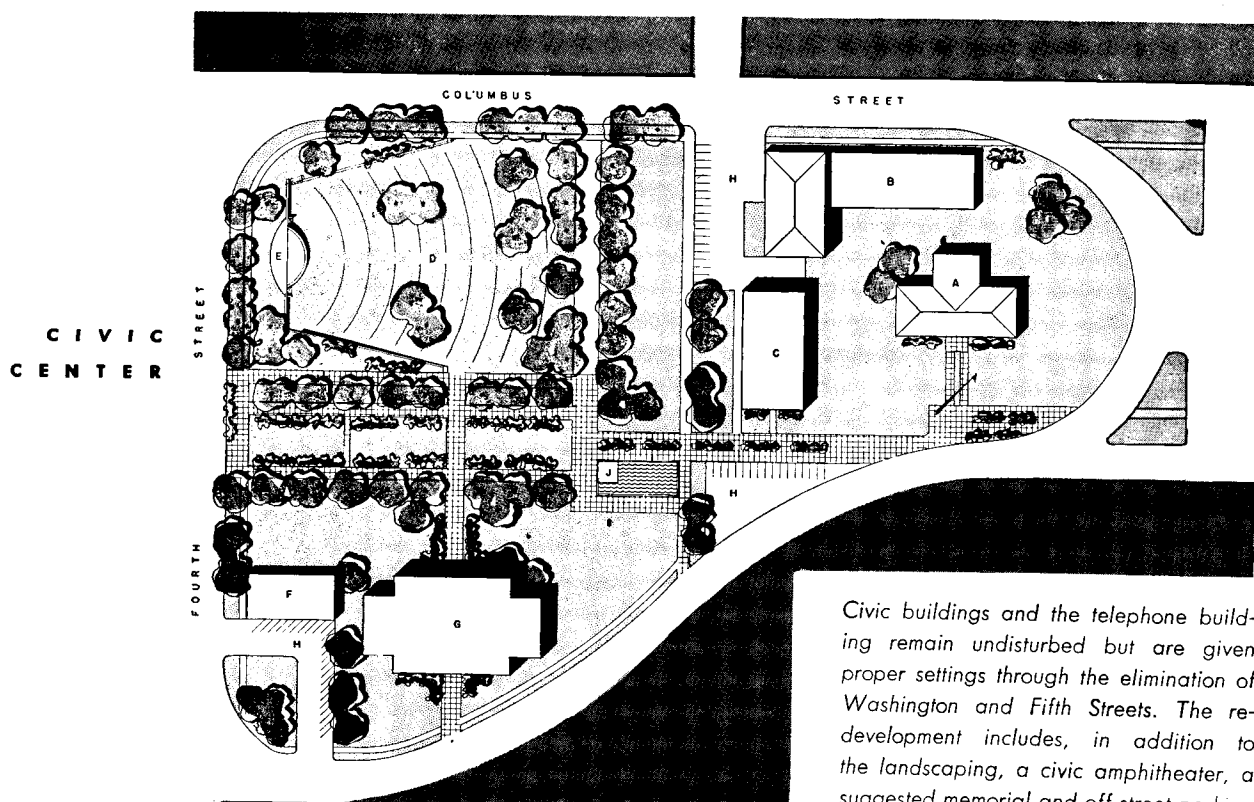 COLUMBUS STREET
H
B
E
D
A
STREET
CIVIC
CENTER
C
J
H
FOURTH
F
G
H
Civic buildings and the telephone build-
ing remain undisturbed but are given
proper settings through the elimination of
Washington and Fifth Streets. The re-
development includes, in addition to
the landscaping, a civic amphitheater, a